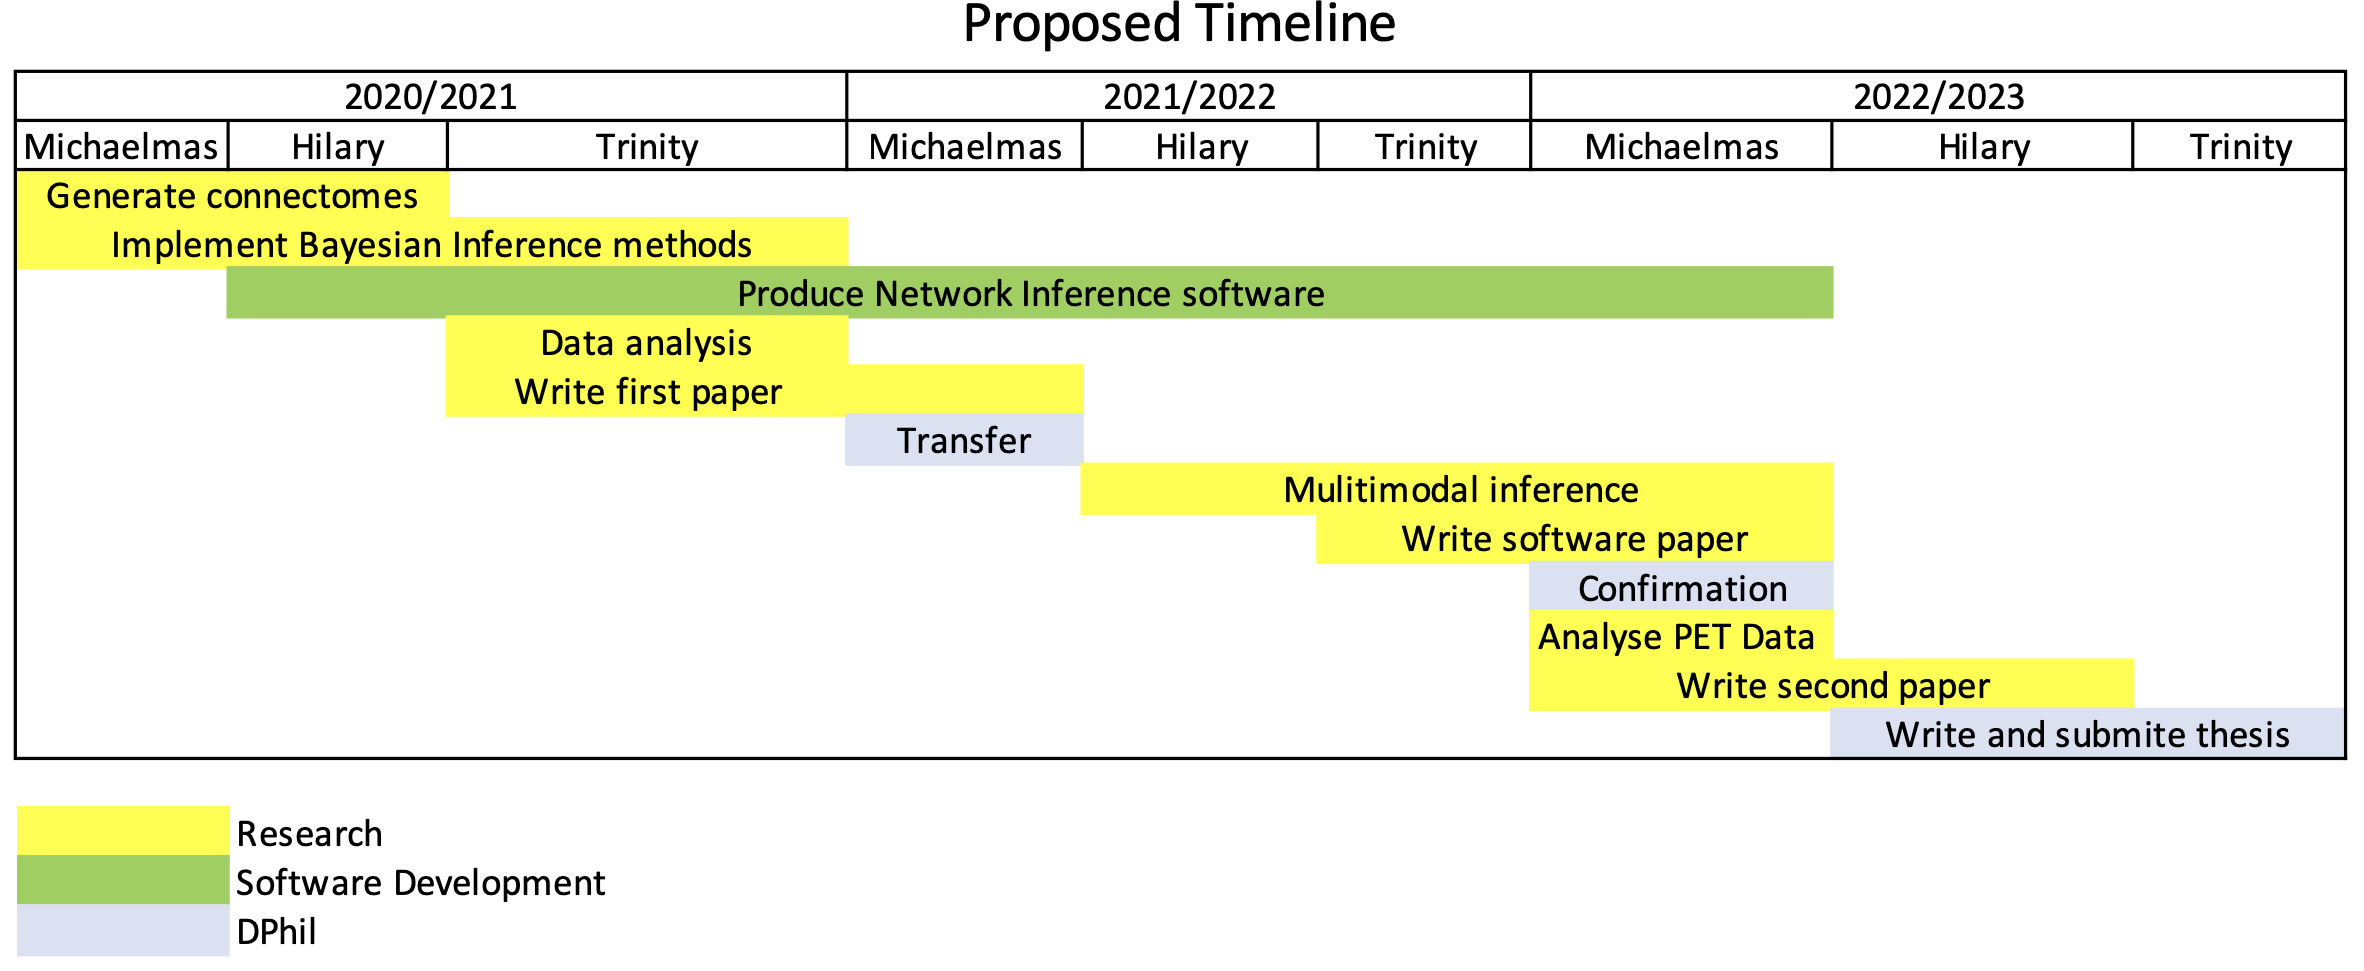 Proposed Timeline
2020/2021 2021/2022 2022/2023
Michaelmas Hilary Trinity Michaelmas Hilary Trinity Michaelmas Hilary Trinity
Generate connectomes
Implement Bayesian Inference methods
Produce Network Inference software
Data analysis
Write first paper
Transfer
Mulitimodal inference
Write software paper
Confirmation
Analyse PET Data
Write second paper
Write and submite thesis
Research
Software Development
DPhil